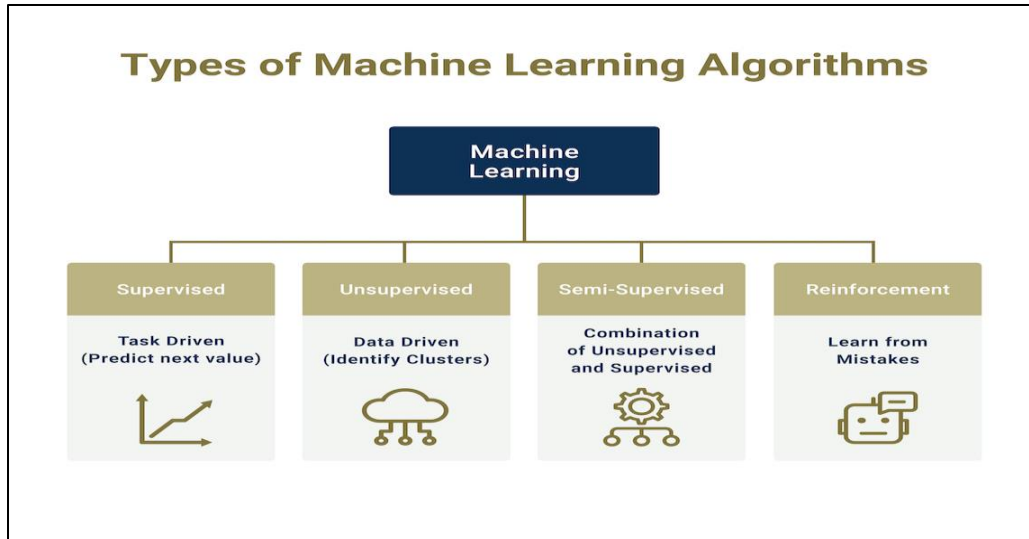 Types of Machine Learning Algorithms
Machine
Learning
Supervised
Task Driven
(Predict next value)
Unsupervised
Data Driven
(Identify Clusters)
Semi-Supervised
Combination
of Unsupervised
and Supervised
Reinforcement
Learn from
Mistakes